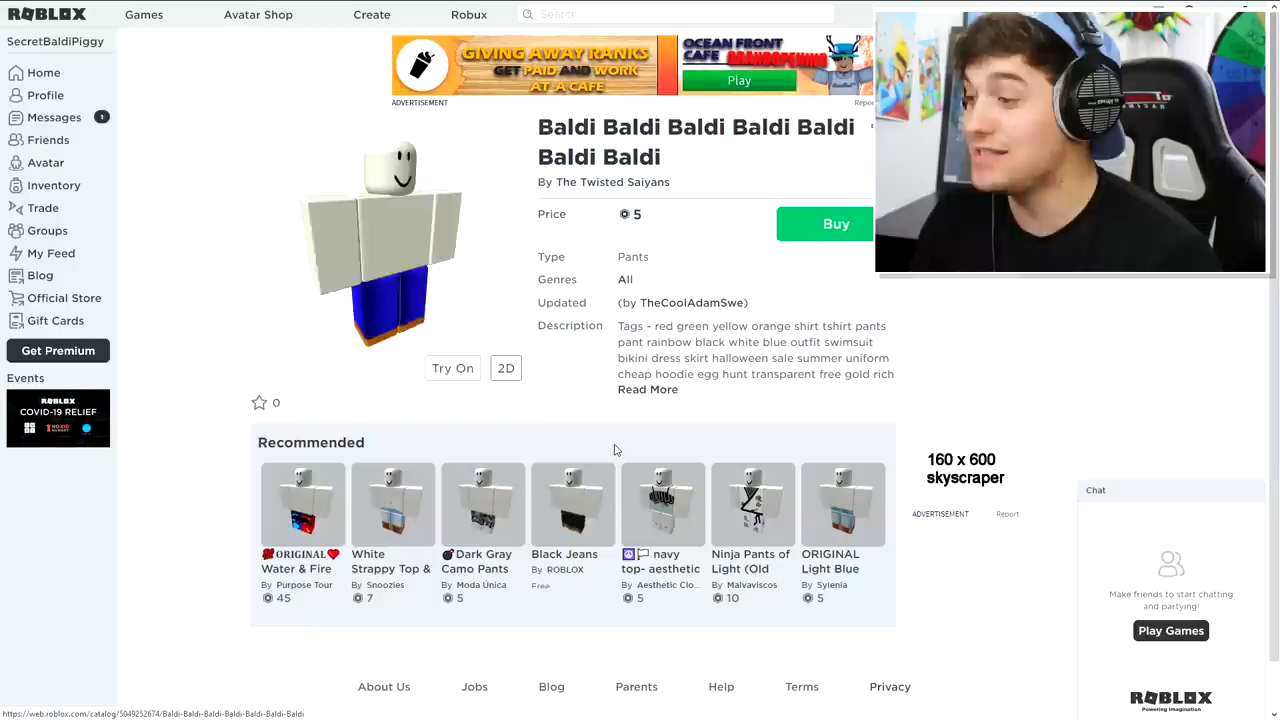 ROBLOX Games Avatar Shop Create Robux Search
SecretBaldiPiggy
Home
Profile
Messages 1
Friends
Avatar
Inventory
Trade
Groups
My Feed
Blog
Official Store
Gift Cards
Get Premium
Events
ROBLOX
COVID-19 RELIEF
GIVING AWAY RANKS
GET PAID AND WORK
AT A CAFE
OCEAN FRONT
CAFE GRANDOPENING
Play
ADVERTISEMENT Repor
Baldi Baldi Baldi Baldi Baldi
Baldi Baldi
By The Twisted Saiyans
Price 5
Buy
Type Pants
Genres All
Updated (by TheCoolAdamSwe)
Description Tags - red green yellow orange shirt tshirt pants
pant rainbow black white blue outfit swimsuit
bikini dress skirt halloween sale summer uniform
cheap hoodie egg hunt transparent free gold rich
Read More
Try On 2D
0
Recommended
ORIGINAL
Water & Fire
By Purpose Tour
45
White
Strappy Top &
By Snoozies
7
Dark Gray
Camo Pants
By Moda Única
5
Black Jeans
By ROBLOX
Free
navy
top- aesthetic
By Aesthetic Clo...
5
Ninja Pants of
Light (Old
By Malvaviscos
10
ORIGINAL
Light Blue
By Sylenia
5
160 x 600
skyscraper
ADVERTISEMENT Report
Chat
Make friends to start chatting
and partying!
Play Games
ROBLOX
Powering Imagination
About Us Jobs Blog Parents Help Terms Privacy
https://web.roblox.com/catalog/5049252674/Baldi-Baldi-Baldi-Baldi-Baldi-Baldi-Baldi